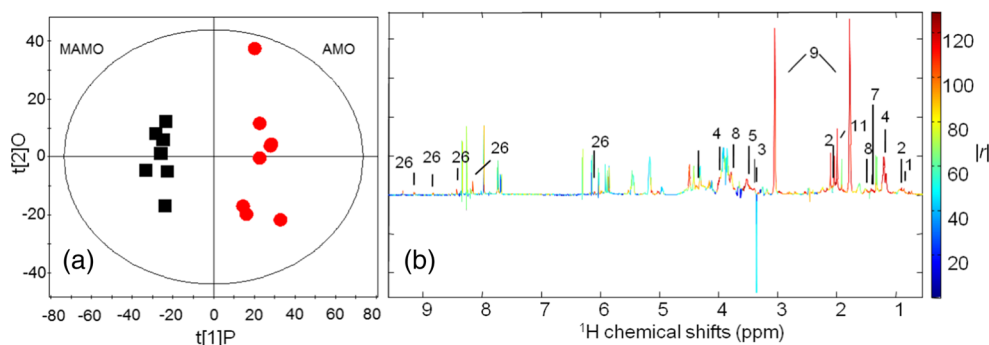 MAMO AMO
40
20
0
-20
-40
t[2]O
(a)
-80 -60 -40 -20 0 20 40 60 80
t[1]P
9
7
26 26 26 26 26 4 8 5 3 2 11 8 4 2 1
(b)
9 8 7 6 5 4 3 2 1
¹H chemical shifts (ppm)
120
100
80
60
40
20
|r|